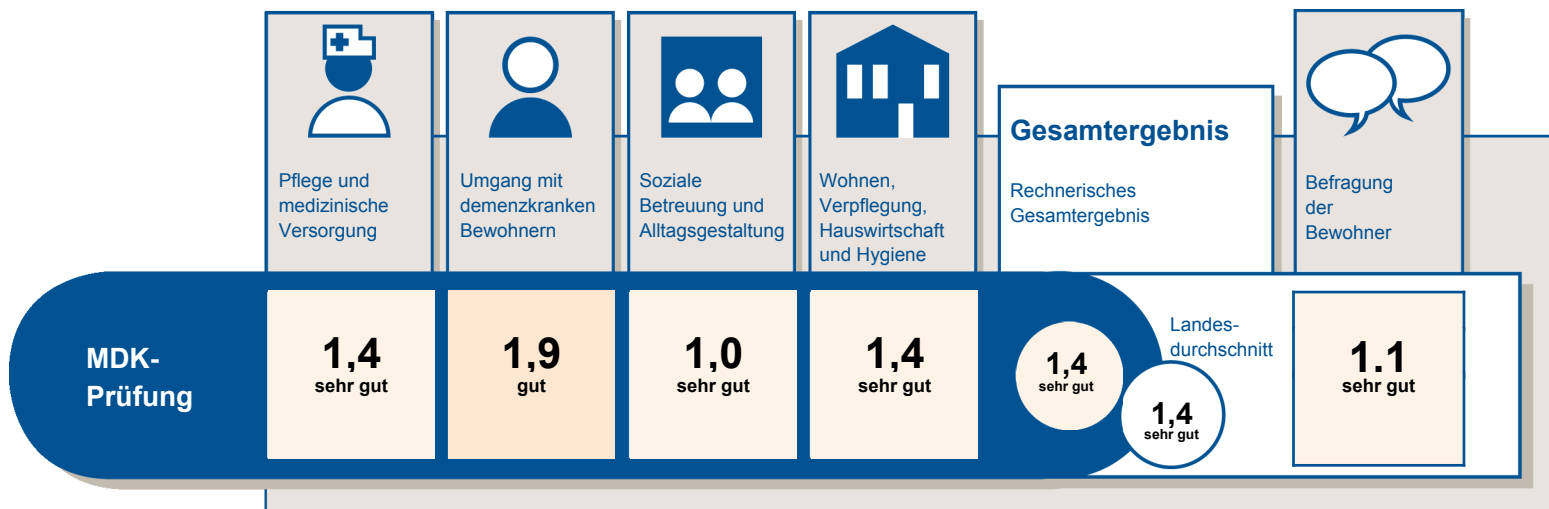 Pflege und
medizinische
Versorgung
Umgang mit
demenzkranken
Bewohnern
Soziale
Betreuung und
Alltagsgestaltung
Wohnen,
Verpflegung,
Hauswirtschaft
und Hygiene
Gesamtergebnis
Rechnerisches
Gesamtergebnis
Befragung
der
Bewohner
MDK-
Prüfung
1,4
sehr gut
1,9
gut
1,0
sehr gut
1,4
sehr gut
1,4
sehr gut
Landes-
durchschnitt
1,4
sehr gut
1.1
sehr gut